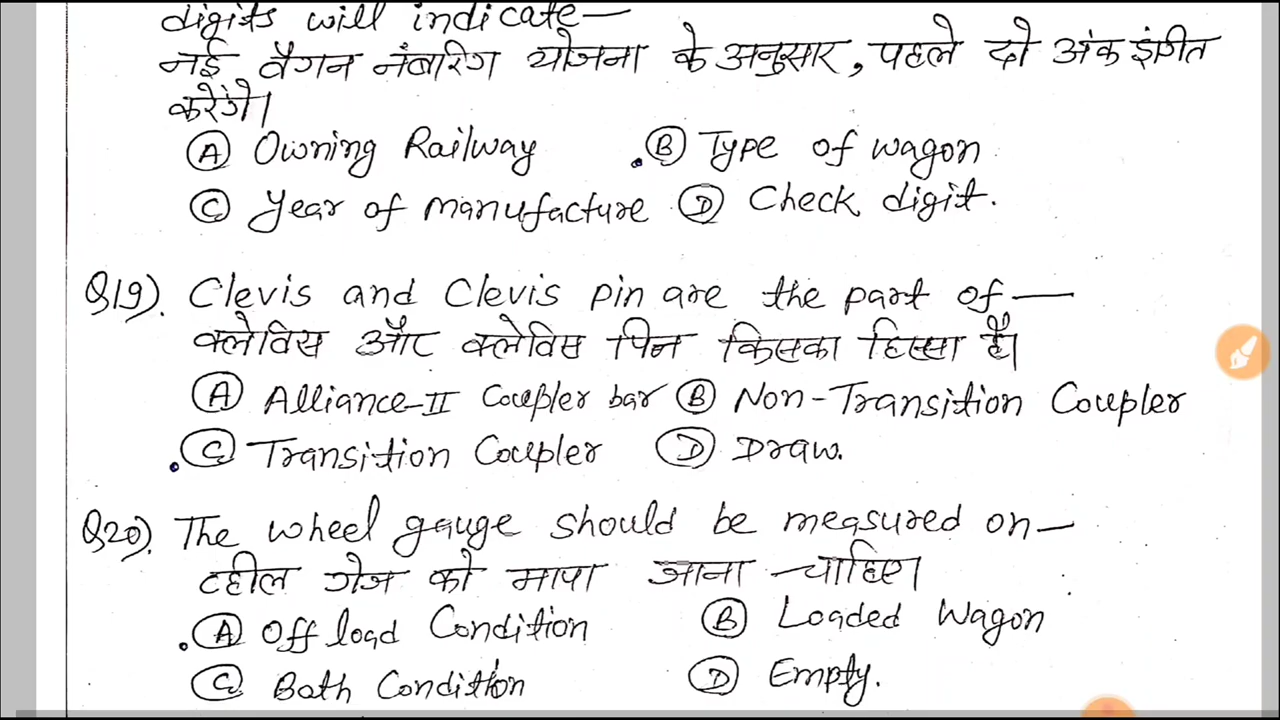 digits will indicate—
नई वैगन नंबरिंग योजना के अनुसार, पहले दो अंक इंगित
करेंगे।
Ⓐ Owning Railway .Ⓑ Type of wagon
Ⓒ Year of manufacture Ⓓ Check digit.
Q19). Clevis and Clevis pin are the part of —
क्लेविस और क्लेविस पिन किसका हिस्सा है।
Ⓐ Alliance-II Coupler bar Ⓑ Non-Transition Coupler
.Ⓒ Transition Coupler Ⓓ Draw.
Q20). The wheel gauge should be measured on—
व्हील गेज को मापा जाना चाहिए।
.Ⓐ Off load Condition Ⓑ Loaded Wagon
Ⓒ Both Condition Ⓓ Empty.